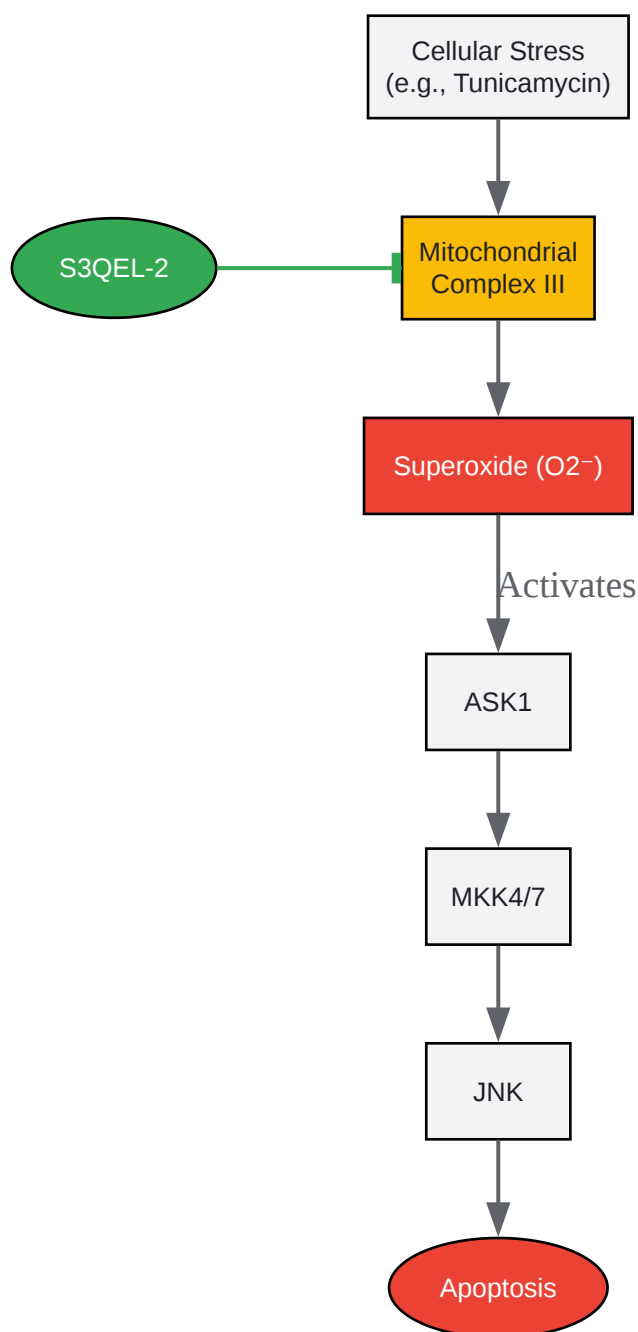 Cellular Stress
(e.g., Tunicamycin)
S3QEL-2
Mitochondrial
Complex III
Superoxide (O2⁻)
Activates
ASK1
MKK4/7
JNK
Apoptosis